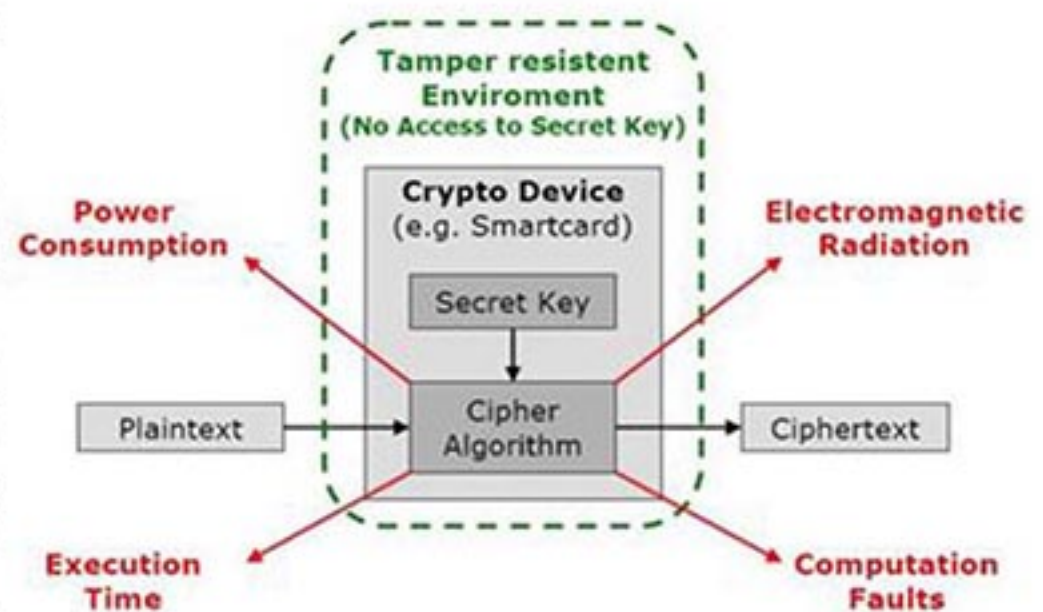 Tamper resistent
Enviroment
(No Access to Secret Key)
Crypto Device
(e.g. Smartcard)
Power
Consumption
Electromagnetic
Radiation
Secret Key
Plaintext
Cipher
Algorithm
Ciphertext
Execution
Time
Computation
Faults